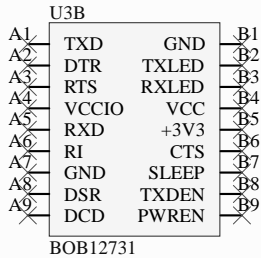 U3B
A1 TXD GND B1
A2 DTR TXLED B2
A3 RTS RXLED B3
A4 VCCIO VCC B4
A5 RXD +3V3 B5
A6 RI CTS B6
A7 GND SLEEP B7
A8 DSR TXDEN B8
A9 DCD PWREN B9
BOB12731